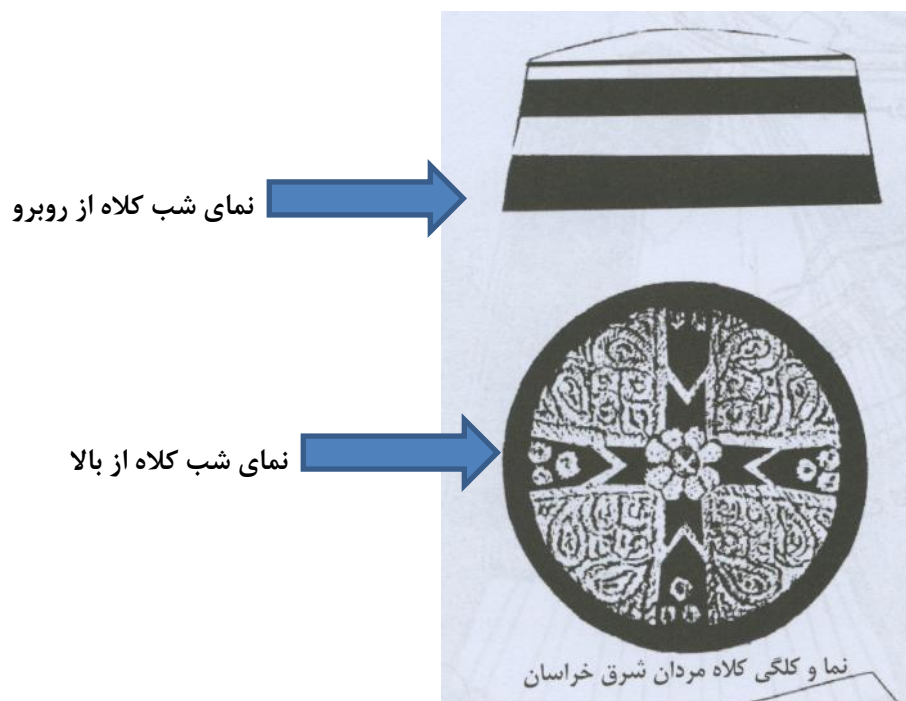 نمای شب کلاه از روبرو
نمای شب کلاه از بالا
نما و کلگی کلاه مردان شرق خراسان